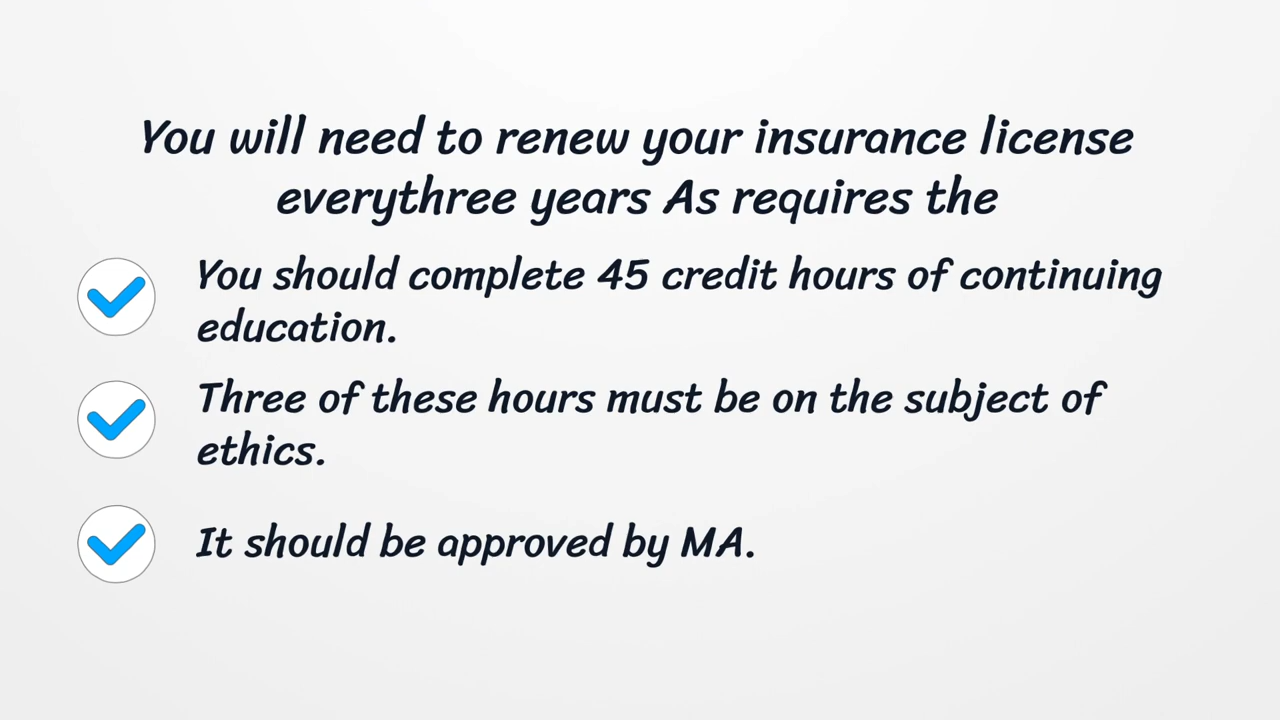 You will need to renew your insurance license
everythree years As requires the
You should complete 45 credit hours of continuing
education.
Three of these hours must be on the subject of
ethics.
It should be approved by MA.